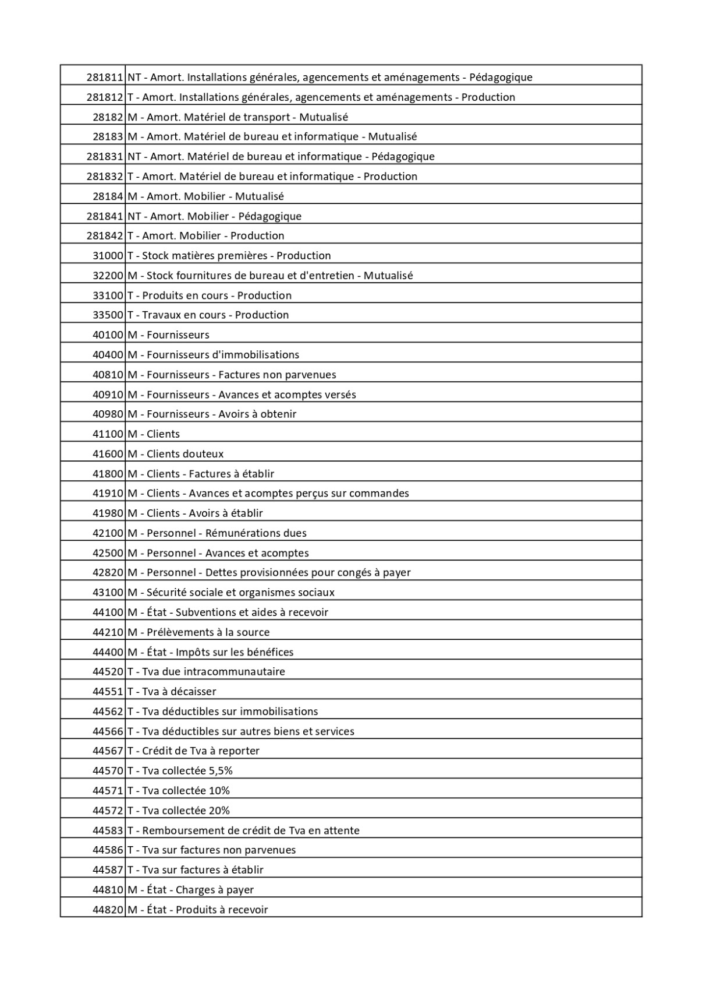 281811 NT - Amort. Installations générales, agencements et aménagements - Pédagogique
281812 T - Amort. Installations générales, agencements et aménagements - Production
28182 M - Amort. Matériel de transport - Mutualisé
28183 M - Amort. Matériel de bureau et informatique - Mutualisé
281831 NT - Amort. Matériel de bureau et informatique - Pédagogique
281832 T - Amort. Matériel de bureau et informatique - Production
28184 M - Amort. Mobilier - Mutualisé
281841 NT - Amort. Mobilier - Pédagogique
281842 T - Amort. Mobilier - Production
31000 T - Stock matières premières - Production
32200 M - Stock fournitures de bureau et d'entretien - Mutualisé
33100 T - Produits en cours - Production
33500 T - Travaux en cours - Production
40100 M - Fournisseurs
40400 M - Fournisseurs d'immobilisations
40810 M - Fournisseurs - Factures non parvenues
40910 M - Fournisseurs - Avances et acomptes versés
40980 M - Fournisseurs - Avoirs à obtenir
41100 M - Clients
41600 M - Clients douteux
41800 M - Clients - Factures à établir
41910 M - Clients - Avances et acomptes perçus sur commandes
41980 M - Clients - Avoirs à établir
42100 M - Personnel - Rémunérations dues
42500 M - Personnel - Avances et acomptes
42820 M - Personnel - Dettes provisionnées pour congés à payer
43100 M - Sécurité sociale et organismes sociaux
44100 M - État - Subventions et aides à recevoir
44210 M - Prélèvements à la source
44400 M - État - Impôts sur les bénéfices
44520 T - Tva due intracommunautaire
44551 T - Tva à décaisser
44562 T - Tva déductibles sur immobilisations
44566 T - Tva déductibles sur autres biens et services
44567 T - Crédit de Tva à reporter
44570 T - Tva collectée 5,5%
44571 T - Tva collectée 10%
44572 T - Tva collectée 20%
44583 T - Remboursement de crédit de Tva en attente
44586 T - Tva sur factures non parvenues
44587 T - Tva sur factures à établir
44810 M - État - Charges à payer
44820 M - État - Produits à recevoir